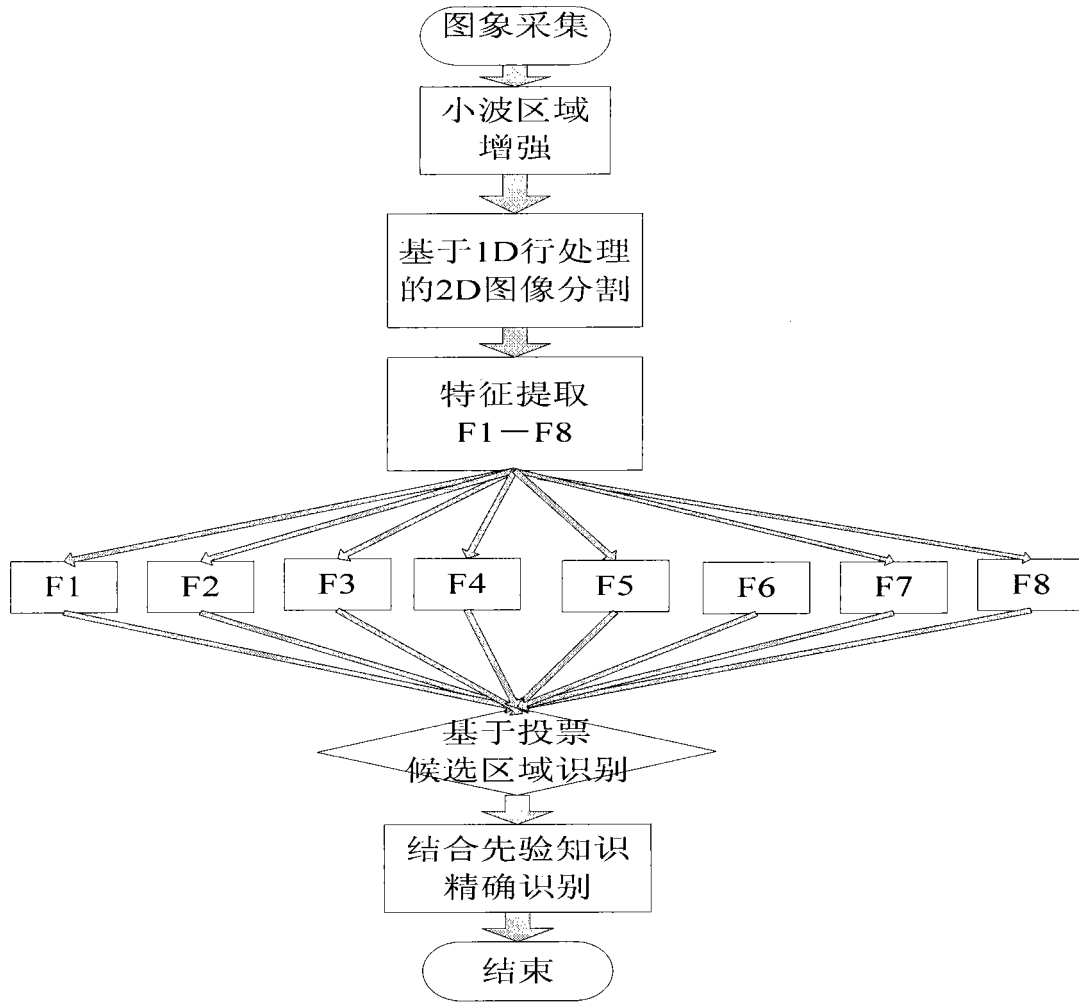 图象采集
小波区域
增强
基于1D行处理
的2D图像分割
特征提取
F1－F8
F1
F2
F3
F4
F5
F6
F7
F8
基于投票
候选区域识别
结合先验知识
精确识别
结束